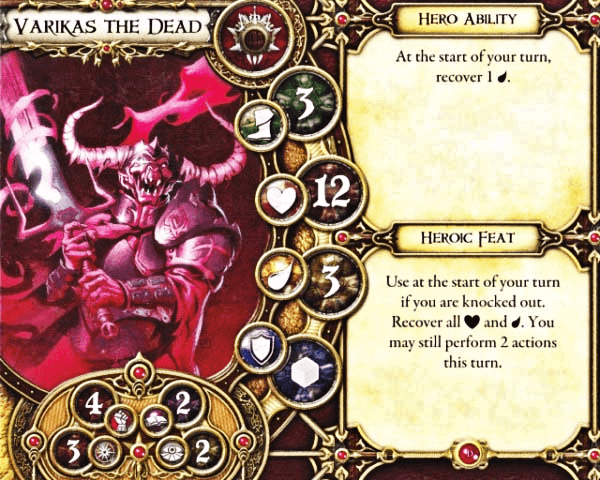 Varikas the Dead
3
12
3
4
2
3
2
Hero Ability
At the start of your turn,
recover 1 .
Heroic Feat
Use at the start of your turn
if you are knocked out.
Recover all and . You
may still perform 2 actions
this turn.